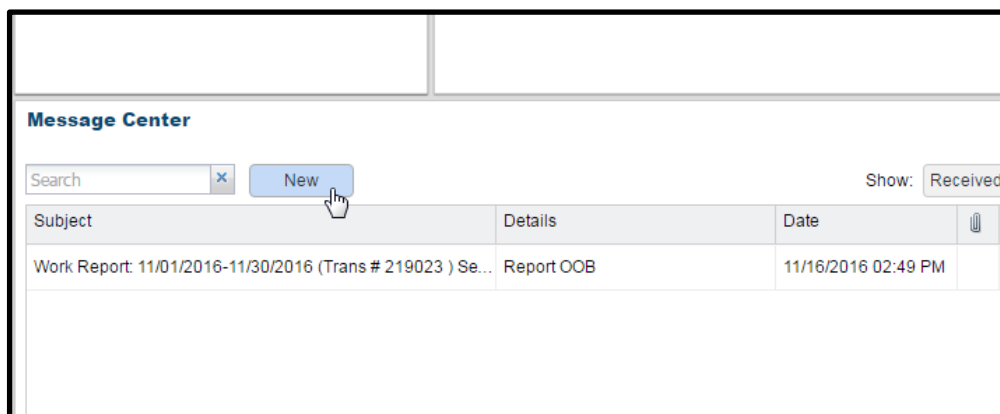 Message Center
Search × New Show: Received
Subject Details Date
Work Report: 11/01/2016-11/30/2016 (Trans # 219023 ) Se... Report OOB 11/16/2016 02:49 PM